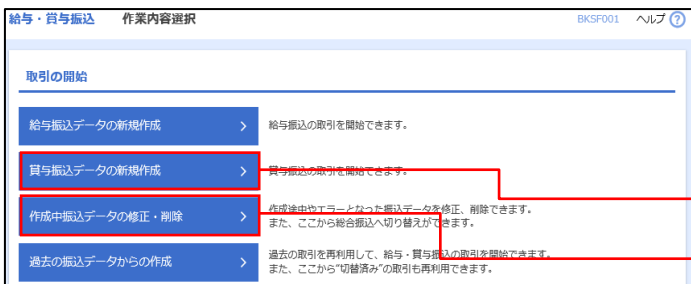 給与・賞与振込 作業内容選択 BKSF001 ヘルプ ?
取引の開始
給与振込データの新規作成 > 給与振込の取引を開始できます。
賞与振込データの新規作成 > 賞与振込の取引を開始できます。
作成中振込データの修正・削除 > 作成途中やエラーとなった振込データを修正、削除できます。
また、ここから総合振込へ切り替えができます。
過去の振込データからの作成 > 過去の取引を再利用して、給与・賞与振込の取引を開始できます。
また、ここから“切替済み”の取引も再利用できます。